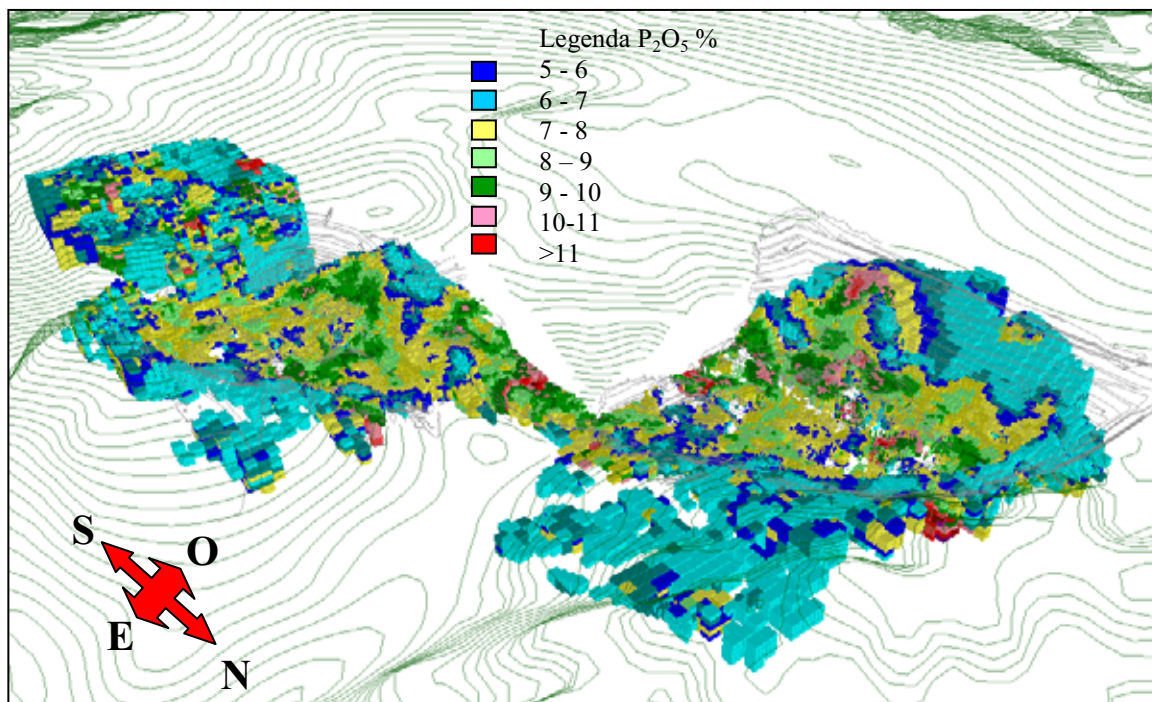 Legenda P₂O₅ %
5 - 6
6 - 7
7 - 8
8 – 9
9 - 10
10-11
>11
S
O
E
N